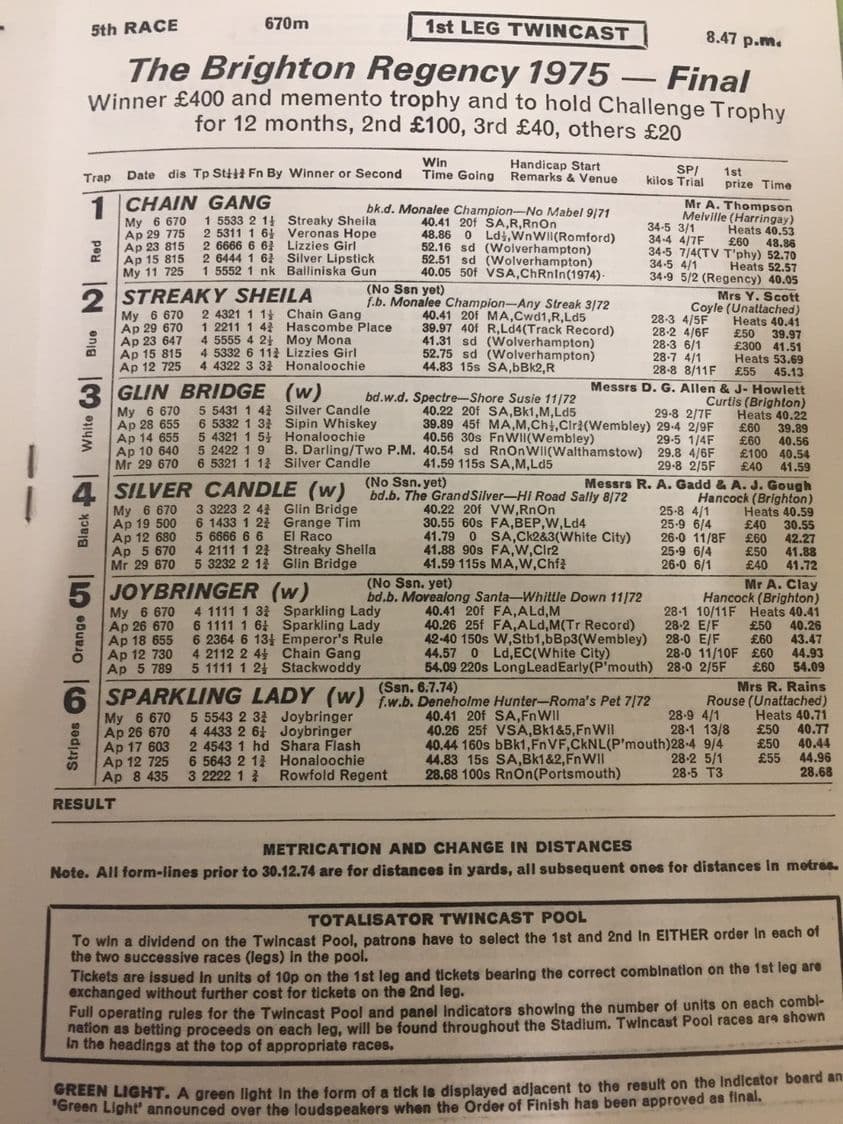 5th RACE 670m 1st LEG TWINCAST 8.47 p.m.
The Brighton Regency 1975 — Final
Winner £400 and memento trophy and to hold Challenge Trophy
for 12 months, 2nd £100, 3rd £40, others £20
Trap Date dis Tp St¼½¾ Fn By Winner or Second Win Time Going Handicap Start Remarks & Venue kilos SP/ Trial 1st prize Time
1 Red CHAIN GANG bk.d. Monalee Champion—No Mabel 9/71 Mr A. Thompson
Melville (Harringay)
My 6 670 1 5533 2 1½ Streaky Sheila 40.41 20f SA,R,RnOn 34·5 3/1 Heats 40.53
Ap 29 775 2 5311 1 6½ Veronas Hope 48.86 0 Ld¾,WnWll(Romford) 34·4 4/7F £60 48.86
Ap 23 815 2 6666 6 6¾ Lizzies Girl 52.16 sd (Wolverhampton) 34·5 7/4(TV T'phy) 52.70
Ap 15 815 2 6444 1 6¾ Silver Lipstick 52.51 sd (Wolverhampton) 34·5 4/1 Heats 52.57
My 11 725 1 5552 1 nk Balliniska Gun 40.05 50f VSA,ChRnIn(1974)· 34·9 5/2 (Regency) 40.05
2 Blue STREAKY SHEILA (No Ssn yet) Mrs Y. Scott
f.b. Monalee Champion—Any Streak 3/72 Coyle (Unattached)
My 6 670 2 4321 1 1½ Chain Gang 40.41 20f MA,Cwd1,R,Ld5 28·3 4/5F Heats 40.41
Ap 29 670 1 2211 1 4¾ Hascombe Place 39.97 40f R,Ld4(Track Record) 28·2 4/6F £50 39.97
Ap 23 647 4 5555 4 2½ Moy Mona 41.31 sd (Wolverhampton) 28·3 6/1 £300 41.51
Ap 15 815 4 5332 6 11¾ Lizzies Girl 52.75 sd (Wolverhampton) 28·7 4/1 Heats 53.69
Ap 12 725 4 4322 3 3¾ Honaloochie 44.83 15s SA,bBk2,R 28·8 8/11F £55 45.13
3 White GLIN BRIDGE (w) bd.w.d. Spectre—Shore Susie 11/72 Messrs D. G. Allen & J· Howlett
Curtis (Brighton)
My 6 670 5 5431 1 4¾ Silver Candle 40.22 20f SA,Bk1,M,Ld5 29·8 2/7F Heats 40.22
Ap 28 655 6 5332 1 3¾ Sipin Whiskey 39.89 45f MA,M,Ch½,Clr¾(Wembley) 29·4 2/9F £60 39.89
Ap 14 655 5 4321 1 5½ Honaloochie 40.56 30s FnWll(Wembley) 29·5 1/4F £60 40.56
Ap 10 640 5 2422 1 9 B. Darling/Two P.M. 40.54 sd RnOnWll(Walthamstow) 29.8 4/6F £100 40.54
Mr 29 670 6 5321 1 1¾ Silver Candle 41.59 115s SA,M,Ld5 29·8 2/5F £40 41.59
4 Black SILVER CANDLE (w) (No Ssn.yet) Messrs R. A. Gadd & A. J. Gough
bd.b. The GrandSilver—Hi Road Sally 8/72 Hancock (Brighton)
My 6 670 3 3223 2 4¾ Glin Bridge 40.22 20f VW,RnOn 25·8 4/1 Heats 40.59
Ap 19 500 6 1433 1 2¾ Grange Tim 30.55 60s FA,BEP,W,Ld4 25·9 6/4 £40 30.55
Ap 12 680 5 6666 6 El Raco 41.79 0 SA,Ck2&3(White City) 26·0 11/8F £60 42.27
Ap 5 670 4 2111 1 2¾ Streaky Sheila 41.88 90s FA,W,Clr2 25·9 6/4 £50 41.88
Mr 29 670 5 3232 2 1¾ Glin Bridge 41.59 115s MA,W,Chf¾ 26·0 6/1 £40 41.72
5 Orange JOYBRINGER (w) (No Ssn. yet) Mr A. Clay
bd.b. Movealong Santa—Whittle Down 11/72 Hancock (Brighton)
My 6 670 4 1111 1 3¾ Sparkling Lady 40.41 20f FA,ALd,M 28·1 10/11F Heats 40.41
Ap 26 670 6 1111 1 6½ Sparkling Lady 40.26 25f FA,ALd,M(Tr Record) 28·2 E/F £50 40.26
Ap 18 655 6 2364 6 13½ Emperor's Rule 42·40 150s W,Stb1,bBp3(Wembley) 28·0 E/F £60 43.47
Ap 12 730 4 2112 2 4½ Chain Gang 44.57 0 Ld,EC(White City) 28·0 11/10F £60 44.93
Ap 5 789 5 1111 1 2½ Stackwoddy 54.09 220s LongLeadEarly(P'mouth) 28·0 2/5F £60 54.09
6 Stripes SPARKLING LADY (w) (Ssn. 6.7.74) Mrs R. Rains
f.w.b. Deneholme Hunter—Roma's Pet 7/72 Rouse (Unattached)
My 6 670 5 5543 2 3¾ Joybringer 40.41 20f SA,FnWll 28·9 4/1 Heats 40.71
Ap 26 670 4 4433 2 6½ Joybringer 40.26 25f VSA,Bk1&5,FnWll 28·1 13/8 £50 40.77
Ap 17 603 2 4543 1 hd Shara Flash 40.44 160s bBk1,FnVF,CkNL(P'mouth) 28·4 9/4 £50 40.44
Ap 12 725 6 5643 2 1¾ Honaloochie 44.83 15s SA,Bk1&2,FnWll 28·2 5/1 £55 44.96
Ap 8 435 3 2222 1 ¾ Rowfold Regent 28.68 100s RnOn(Portsmouth) 28·5 T3 28.68
RESULT
METRICATION AND CHANGE IN DISTANCES
Note. All form-lines prior to 30.12.74 are for distances in yards, all subsequent ones for distances in metres.
TOTALISATOR TWINCAST POOL
To win a dividend on the Twincast Pool, patrons have to select the 1st and 2nd in EITHER order in each of
the two successive races (legs) in the pool.
Tickets are issued in units of 10p on the 1st leg and tickets bearing the correct combination on the 1st leg are
exchanged without further cost for tickets on the 2nd leg.
Full operating rules for the Twincast Pool and panel indicators showing the number of units on each combi-
nation as betting proceeds on each leg, will be found throughout the Stadium. Twincast Pool races are shown
in the headings at the top of appropriate races.
GREEN LIGHT. A green light in the form of a tick is displayed adjacent to the result on the indicator board an
'Green Light' announced over the loudspeakers when the Order of Finish has been approved as final.